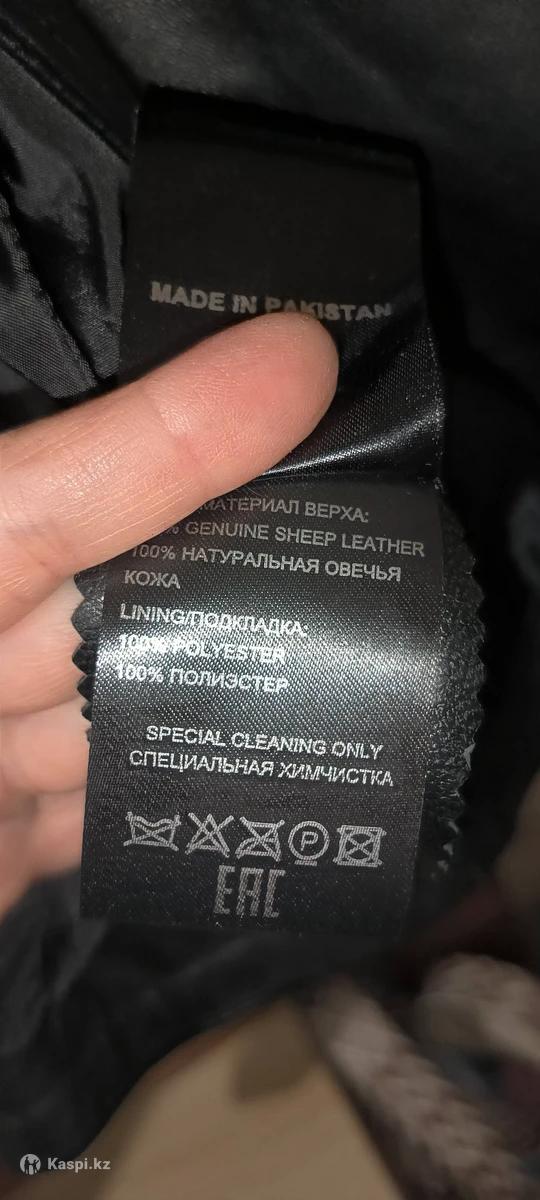 MADE IN PAKISTAN
МАТЕРИАЛ ВЕРХА:
GENUINE SHEEP LEATHER
100% НАТУРАЛЬНАЯ ОВЕЧЬЯ
КОЖА
LINING/ПОДКЛАДКА:
100% POLYESTER
100% ПОЛИЭСТЕР
SPECIAL CLEANING ONLY
СПЕЦИАЛЬНАЯ ХИМЧИСТКА
P
EAC
Kaspi.kz